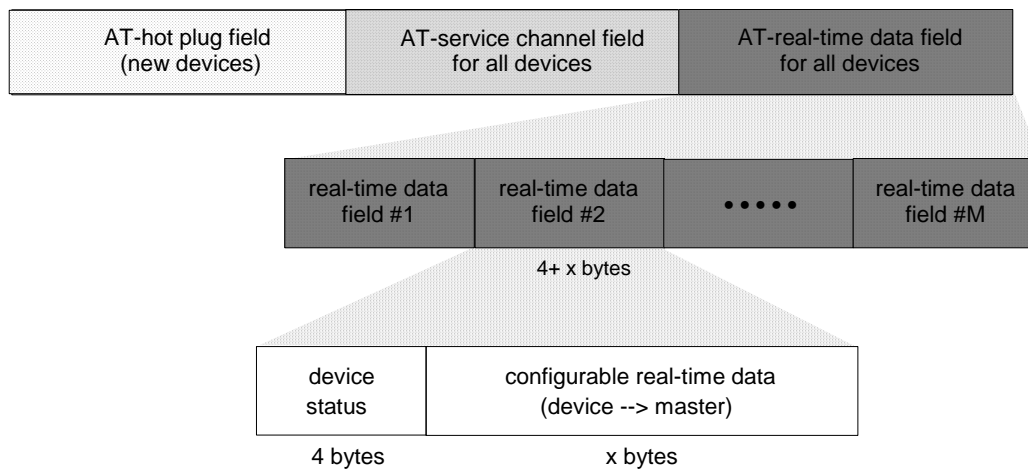 AT-hot plug field
(new devices)
AT-service channel field
for all devices
AT-real-time data field
for all devices
real-time data
field #1
real-time data
field #2
•••••
real-time data
field #M
4+ x bytes
device
status
configurable real-time data
(device --> master)
4 bytes
x bytes